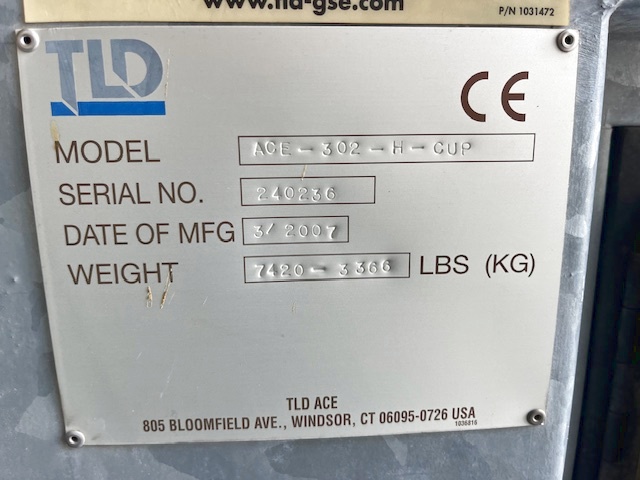 www.tld-gse.com
P/N 1031472
TLD
CE
MODEL ACE-302-H-CUP
SERIAL NO. 240236
DATE OF MFG 3/2007
WEIGHT 7420-3366 LBS (KG)
TLD ACE
805 BLOOMFIELD AVE., WINDSOR, CT 06095-0726 USA
1036816